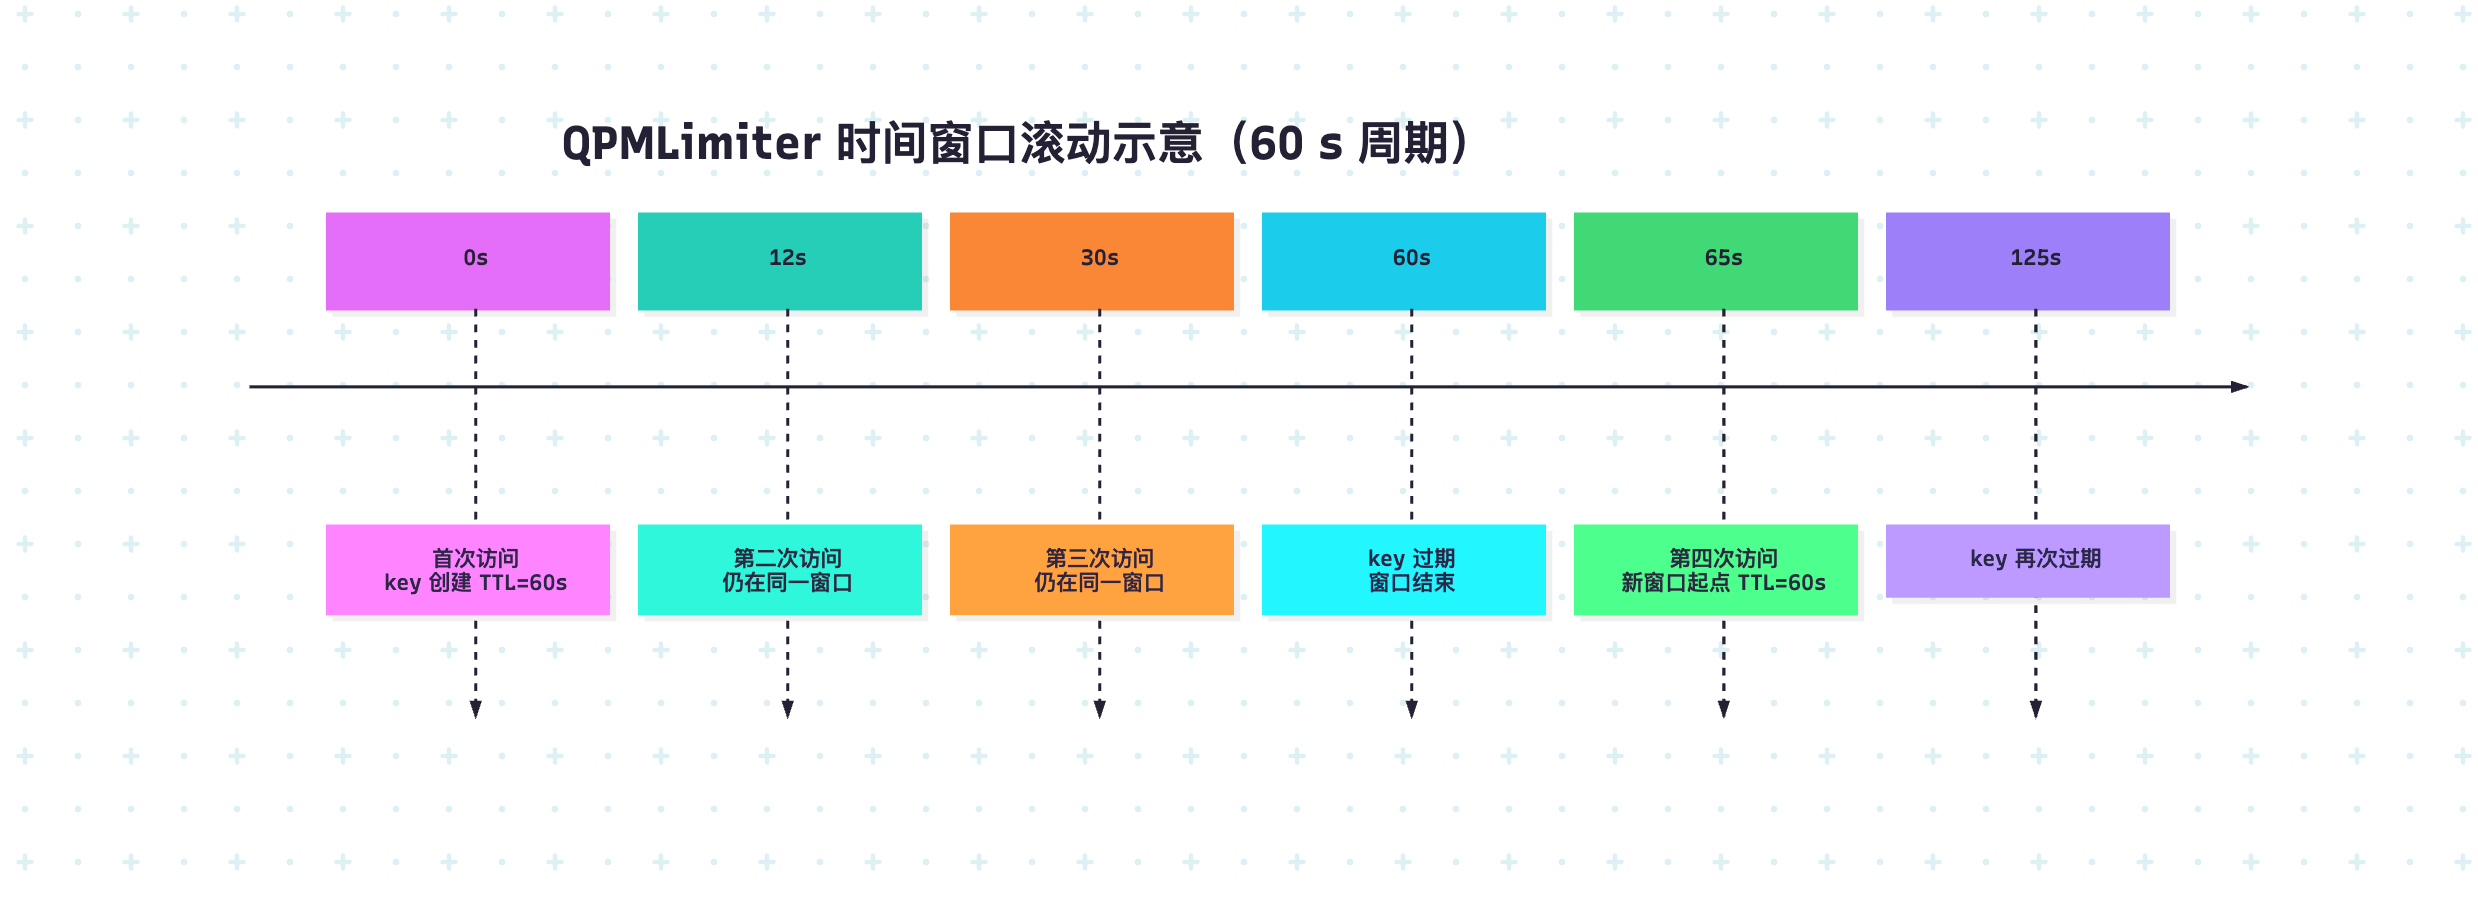 QPMLimiter 时间窗口滚动示意（60 s 周期）
0s
12s
30s
60s
65s
125s
首次访问
key 创建 TTL=60s
第二次访问
仍在同一窗口
第三次访问
仍在同一窗口
key 过期
窗口结束
第四次访问
新窗口起点 TTL=60s
key 再次过期